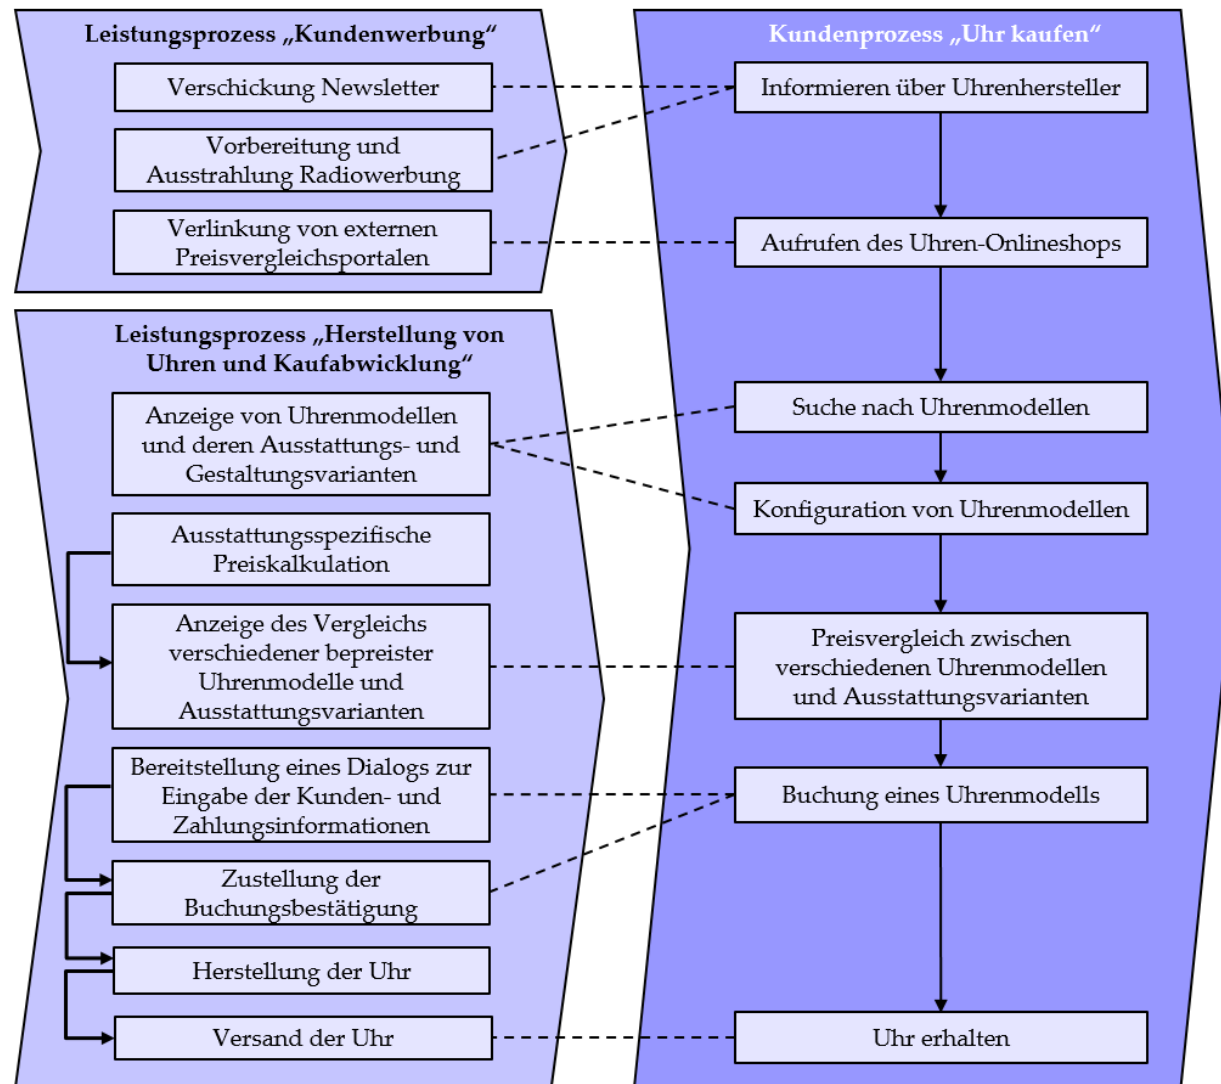 Leistungsprozess „Kundenwerbung“
Verschickung Newsletter
Vorbereitung und
Ausstrahlung Radiowerbung
Verlinkung von externen
Preisvergleichsportalen
Leistungsprozess „Herstellung von
Uhren und Kaufabwicklung“
Anzeige von Uhrenmodellen
und deren Ausstattungs- und
Gestaltungsvarianten
Ausstattungsspezifische
Preiskalkulation
Anzeige des Vergleichs
verschiedener bepreister
Uhrenmodelle und
Ausstattungsvarianten
Bereitstellung eines Dialogs zur
Eingabe der Kunden- und
Zahlungsinformationen
Zustellung der
Buchungsbestätigung
Herstellung der Uhr
Versand der Uhr
Kundenprozess „Uhr kaufen“
Informieren über Uhrenhersteller
Aufrufen des Uhren-Onlineshops
Suche nach Uhrenmodellen
Konfiguration von Uhrenmodellen
Preisvergleich zwischen
verschiedenen Uhrenmodellen
und Ausstattungsvarianten
Buchung eines Uhrenmodells
Uhr erhalten